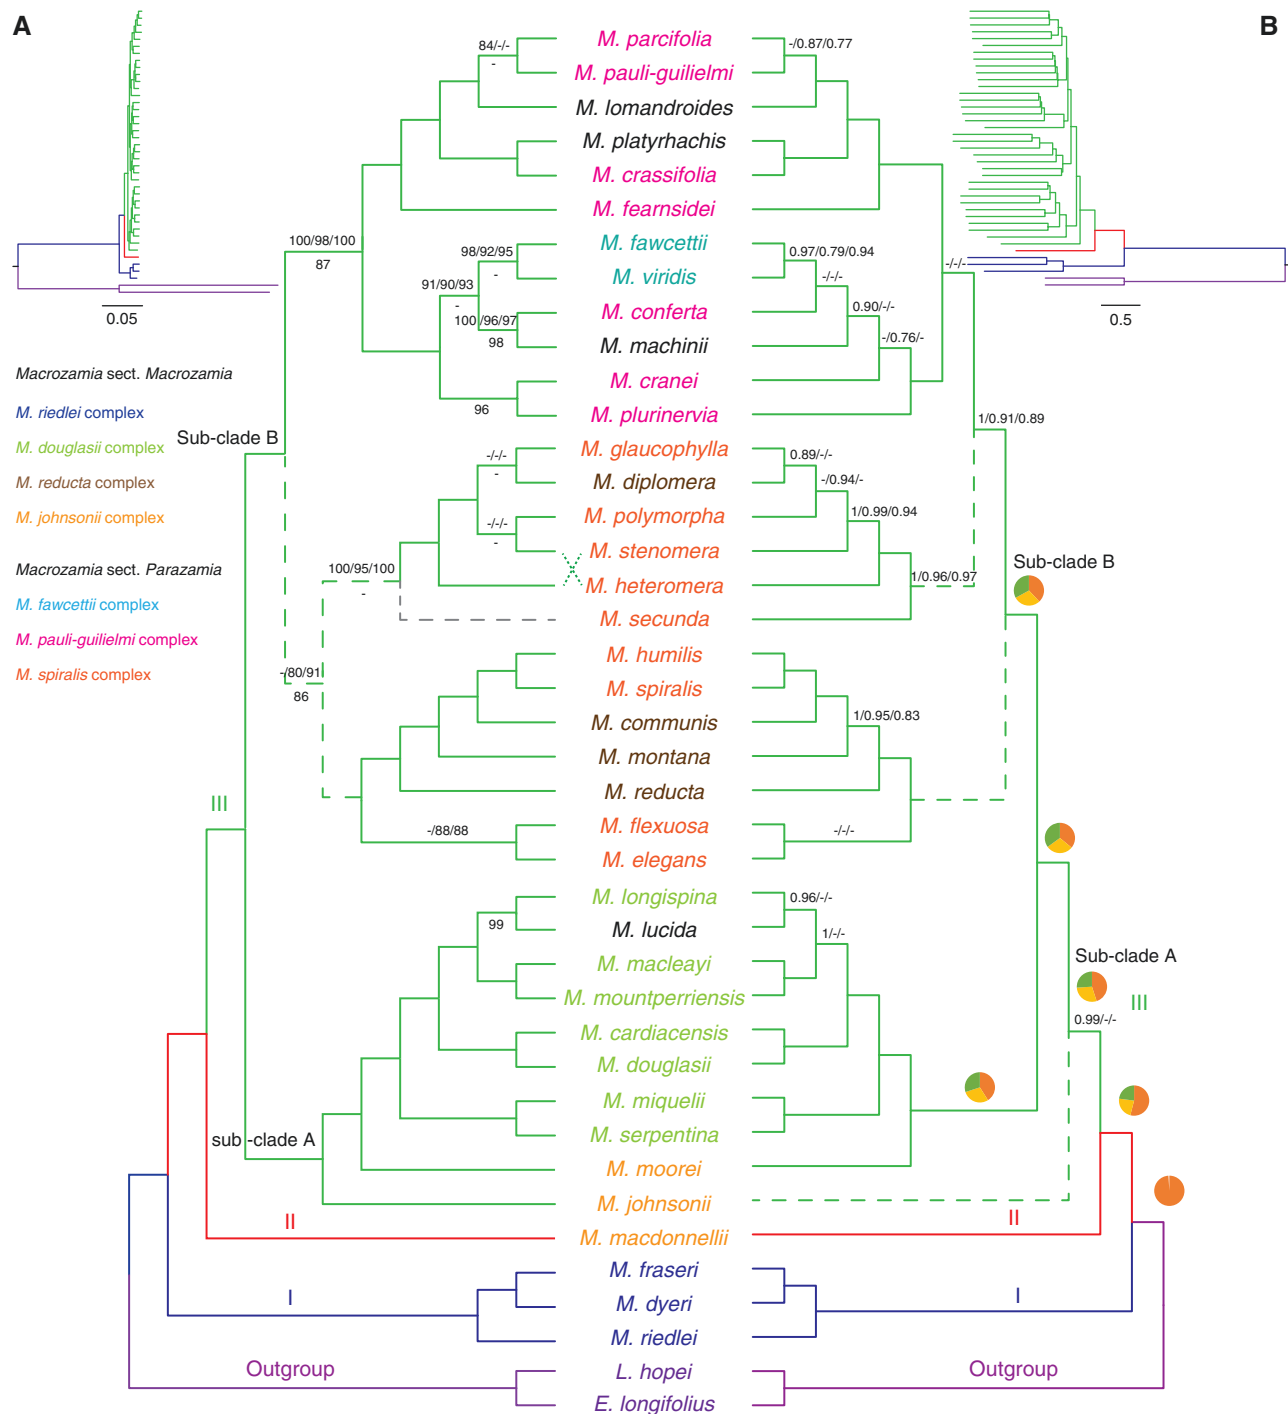 A
B
84/-/-
-
M. parcifolia
-/0.87/0.77
M. pauli-guilielmi
M. lomandroides
M. platyrhachis
M. crassifolia
M. fearnsidei
100/98/100
87
98/92/95
-
M. fawcettii
0.97/0.79/0.94
-/-/-
M. viridis
-/-/-
91/90/93
-
M. conferta
0.90/-/-
100 /96/97
98
M. machinii
-/0.76/-
0.05
0.5
M. cranei
96
M. plurinervia
1/0.91/0.89
Macrozamia sect. Macrozamia
M. riedlei complex
M. douglasii complex
M. reducta complex
M. johnsonii complex
Macrozamia sect. Parazamia
M. fawcettii complex
M. pauli-guilielmi complex
M. spiralis complex
Sub-clade B
-/-/-
-
M. glaucophylla
0.89/-/-
M. diplomera
-/0.94/-
-/-/-
-
M. polymorpha
1/0.99/0.94
M. stenomera
100/95/100
-
M. heteromera
1/0.96/0.97
Sub-clade B
M. secunda
M. humilis
-/80/91
86
M. spiralis
M. communis
1/0.95/0.83
M. montana
M. reducta
III
-/88/88
M. flexuosa
-/-/-
M. elegans
M. longispina
0.96/-/-
99
M. lucida
1/-/-
M. macleayi
Sub-clade A
M. mountperriensis
III
M. cardiacensis
0.99/-/-
M. douglasii
M. miquelii
sub -clade A
M. serpentina
M. moorei
M. johnsonii
II
M. macdonnellii
II
M. fraseri
I
M. dyeri
I
M. riedlei
Outgroup
L. hopei
Outgroup
E. longifolius